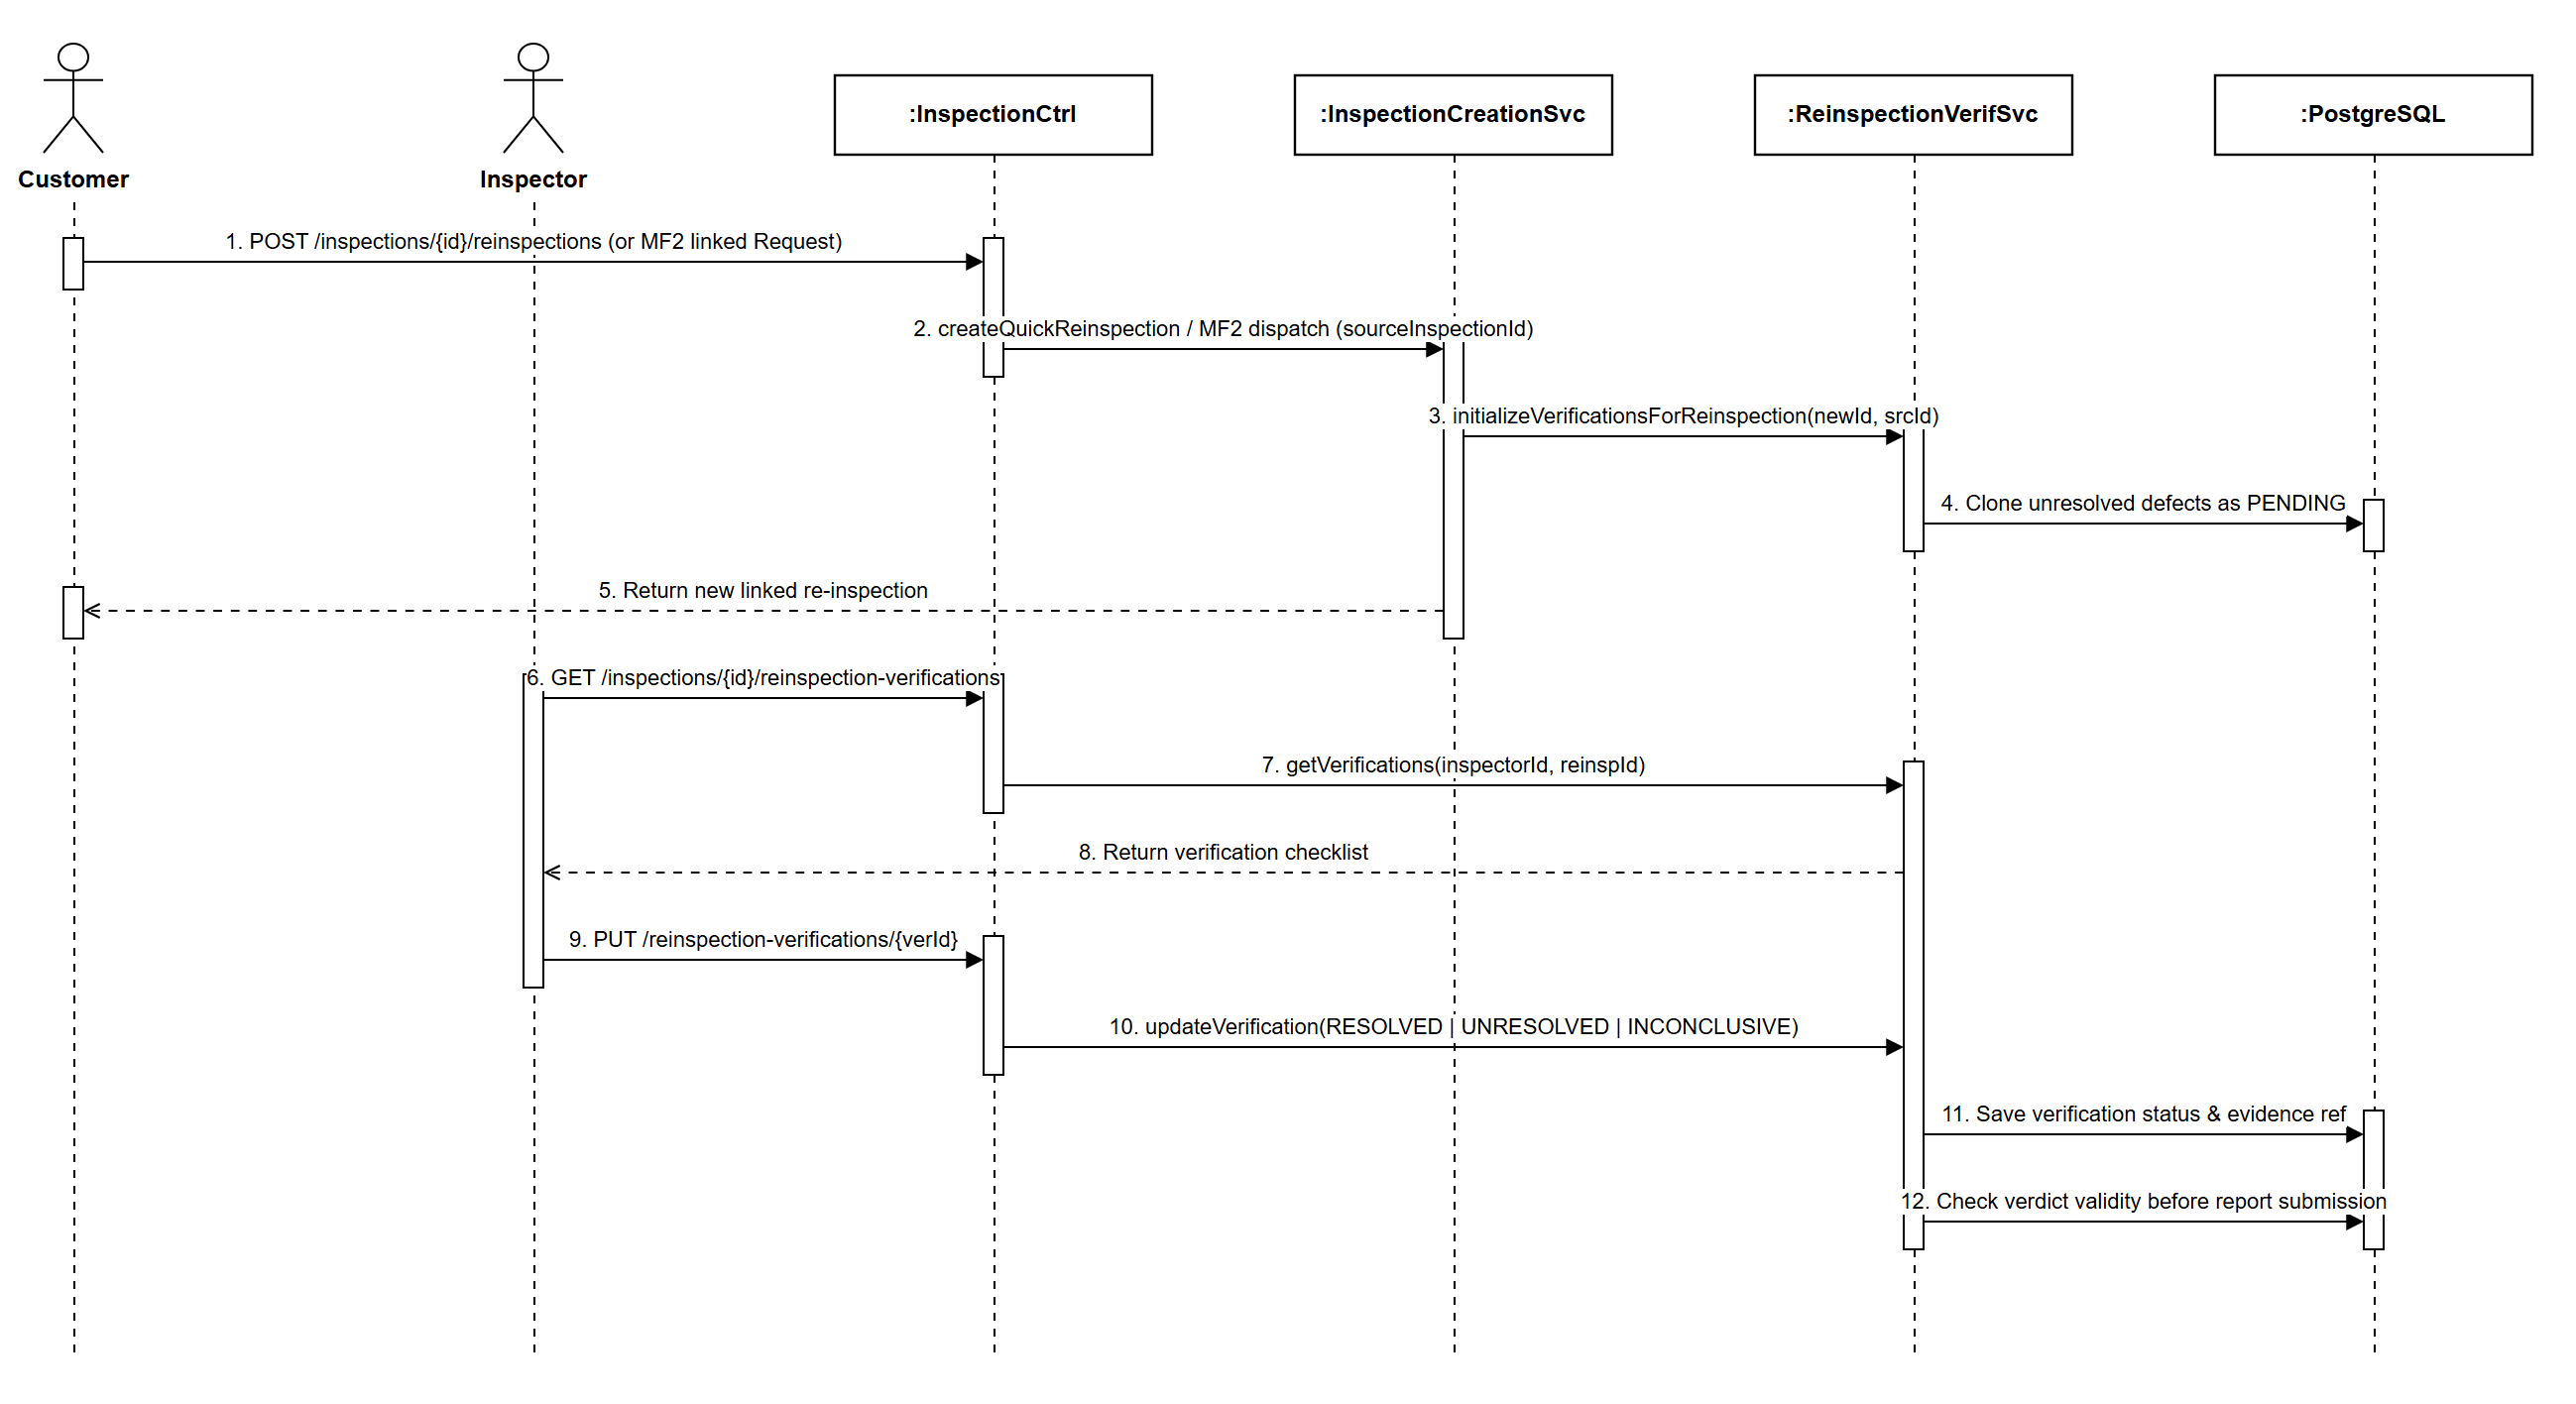 Customer
Inspector
:InspectionCtrl
:InspectionCreationSvc
:ReinspectionVerifSvc
:PostgreSQL
1. POST /inspections/{id}/reinspections (or MF2 linked Request)
2. createQuickReinspection / MF2 dispatch (sourceInspectionId)
3. initializeVerificationsForReinspection(newId, srcId)
4. Clone unresolved defects as PENDING
5. Return new linked re-inspection
6. GET /inspections/{id}/reinspection-verifications
7. getVerifications(inspectorId, reinspId)
8. Return verification checklist
9. PUT /reinspection-verifications/{verId}
10. updateVerification(RESOLVED | UNRESOLVED | INCONCLUSIVE)
11. Save verification status & evidence ref
12. Check verdict validity before report submission